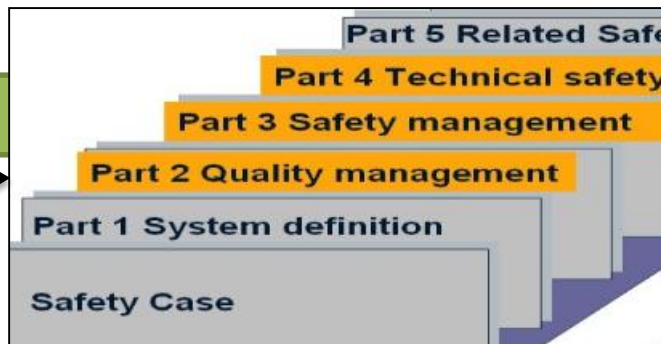 Part 5 Related Safe
Part 4 Technical safety
Part 3 Safety management
Part 2 Quality management
Part 1 System definition
Safety Case